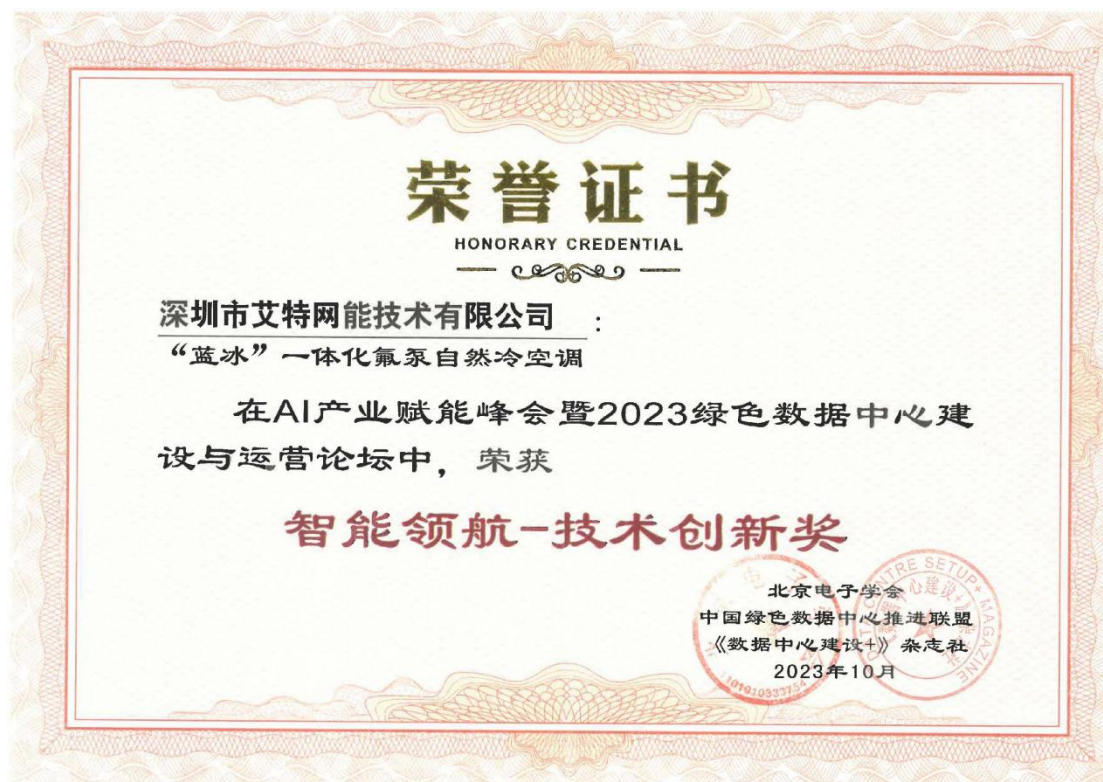 荣誉证书
HONORARY CREDENTIAL
深圳市艾特网能技术有限公司：
“蓝冰”一体化氟泵自然冷空调
在AI产业赋能峰会暨2023绿色数据中心建
设与运营论坛中，荣获
智能领航-技术创新奖
北京电子学会
中国绿色数据中心推进联盟
《数据中心建设+》杂志社
2023年10月
DATA CENTRE SETUP+ MAGAZINE